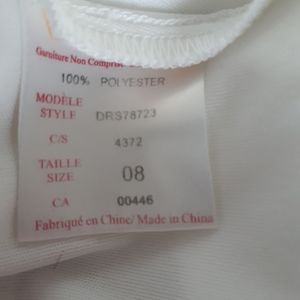 Garniture Non Comprise
100% POLYESTER
MODÈLE
STYLE DRS78723
C/S 4372
TAILLE
SIZE 08
CA 00446
Fabriqué en Chine/ Made in China